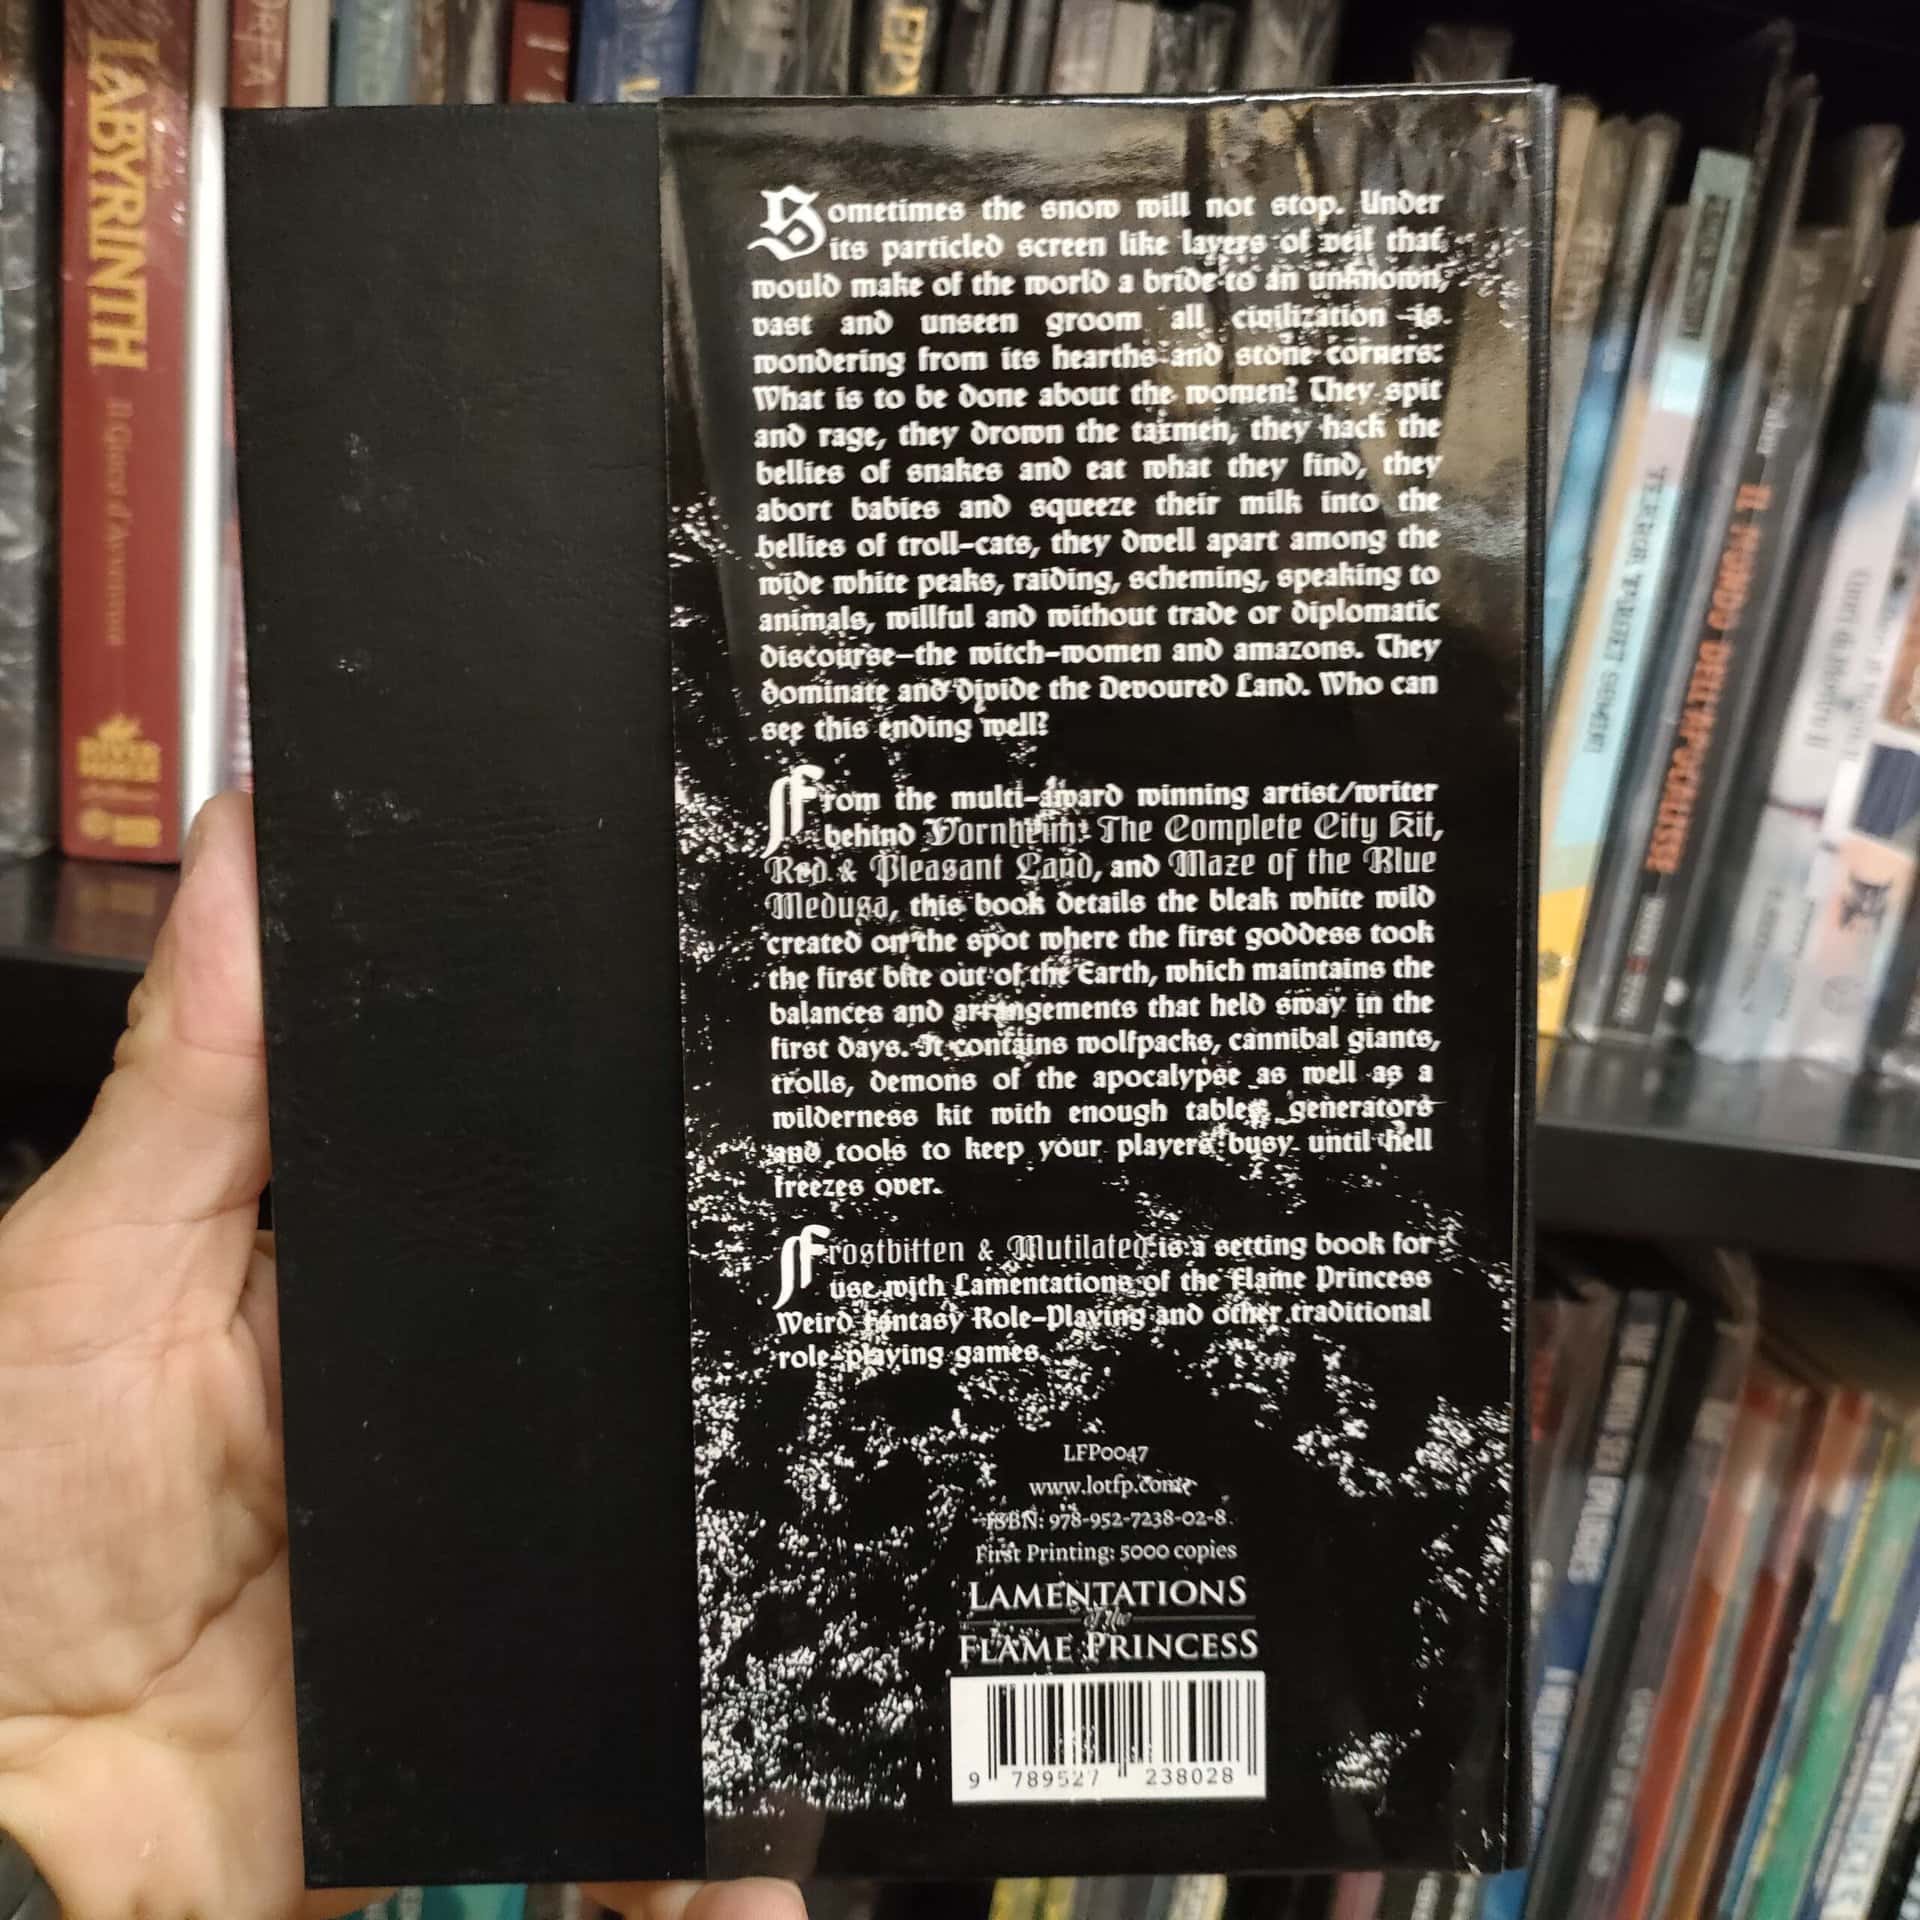 LABYRINTH
Il Gioco d'Avventure
Sometimes the snow will not stop. Under
its particled screen like layers of veil that
would make of the world a bride to an unknown,
vast and unseen groom all civilization is
wondering from its hearths and stone corners:
What is to be done about the women? They spit
and rage, they drown the taxmen, they hack the
bellies of snakes and eat what they find, they
abort babies and squeeze their milk into the
bellies of troll-cats, they dwell apart among the
wide white peaks, raiding, scheming, speaking to
animals, willful and without trade or diplomatic
discourse—the witch-women and amazons. They
dominate and divide the Devoured Land. Who can
see this ending well?
From the multi-award winning artist/writer
behind Vornheim: The Complete City Kit,
Red & Pleasant Land, and Maze of the Blue
Medusa, this book details the bleak white wild
created on the spot where the first goddess took
the first bite out of the Earth, which maintains the
balances and arrangements that held sway in the
first days. It contains wolfpacks, cannibal giants,
trolls, demons of the apocalypse as well as a
wilderness kit with enough tables, generators
and tools to keep your players busy until hell
freezes over.
Frostbitten & Mutilated is a setting book for
use with Lamentations of the Flame Princess
Weird Fantasy Role-Playing and other traditional
role-playing games.
LFP0047
www.lotfp.com
ISBN: 978-952-7238-02-8
First Printing: 5000 copies
LAMENTATIONS
of the
FLAME PRINCESS
9 789527 238028
IL MONDO DELL'APOCALISSE